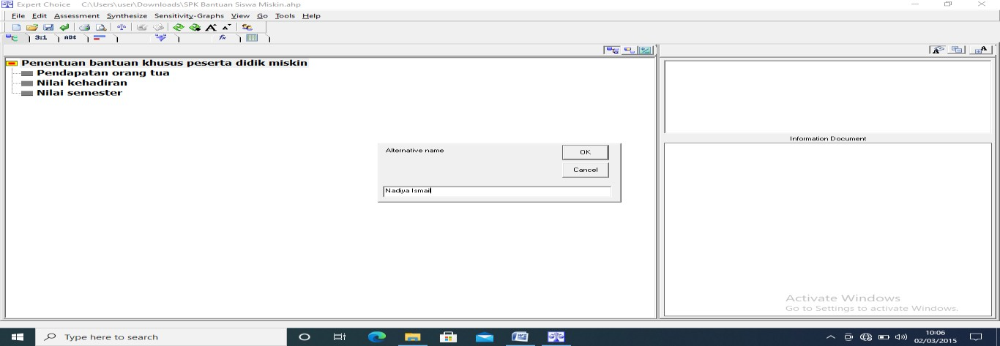 Expert Choice C:\Users\user\Downloads\SPK Bantuan Siswa Miskin.ahp
File Edit Assessment Synthesize Sensitivity-Graphs View Go Tools Help
3:1 ABC fx
Penentuan bantuan khusus peserta didik miskin
Pendapatan orang tua
Nilai kehadiran
Nilai semester
Alternative name
OK
Cancel
Nadiya Ismail
Information Document
Activate Windows
Go to Settings to activate Windows.
Type here to search
10:06
02/03/2015